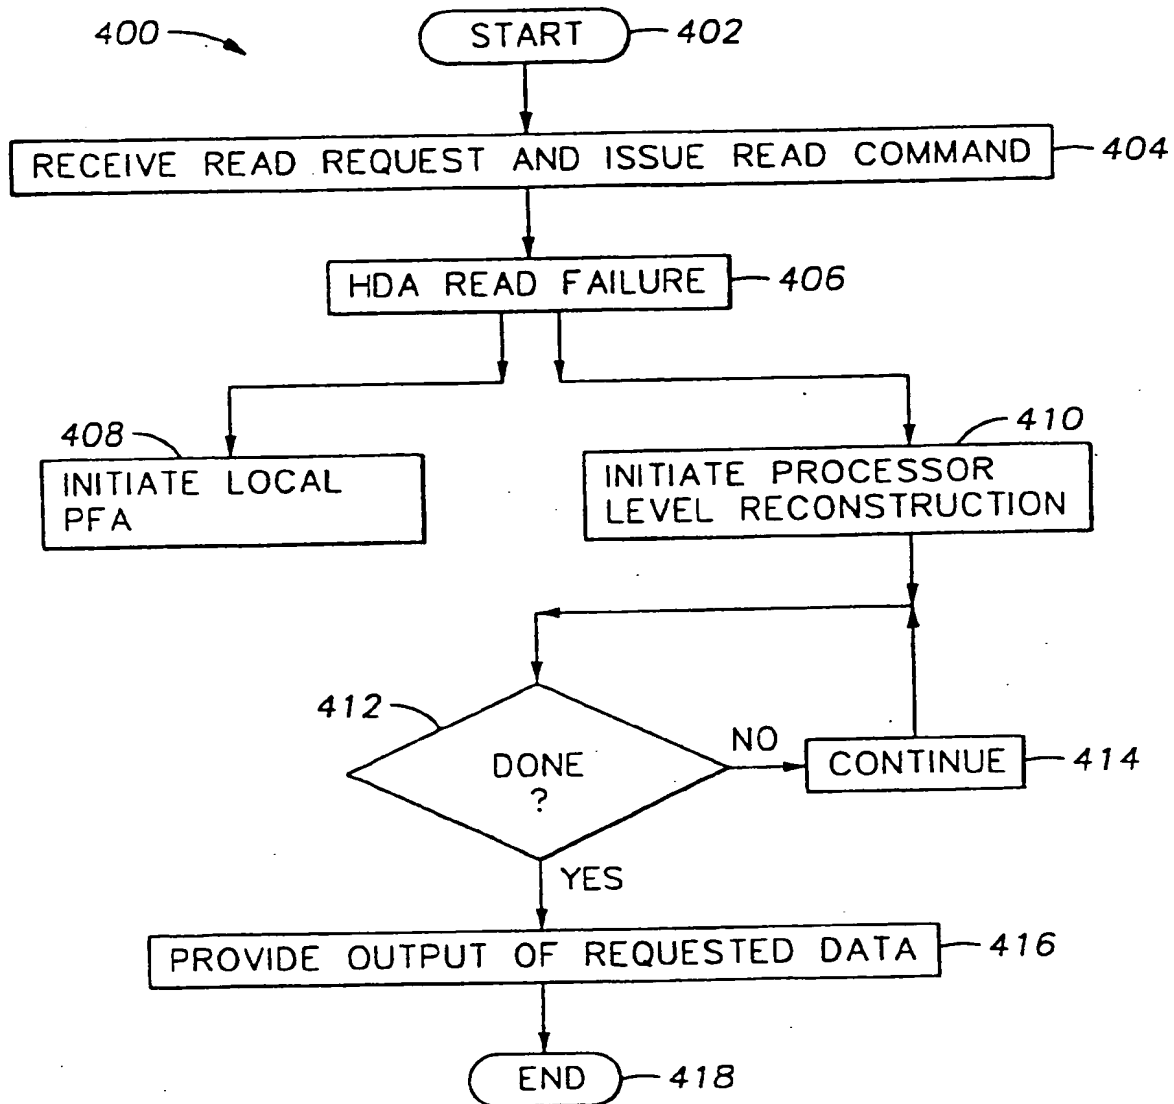 400
START
402
RECEIVE READ REQUEST AND ISSUE READ COMMAND
404
HDA READ FAILURE
406
408
INITIATE LOCAL
PFA
410
INITIATE PROCESSOR
LEVEL RECONSTRUCTION
412
DONE
?
NO
CONTINUE
414
YES
PROVIDE OUTPUT OF REQUESTED DATA
416
END
418